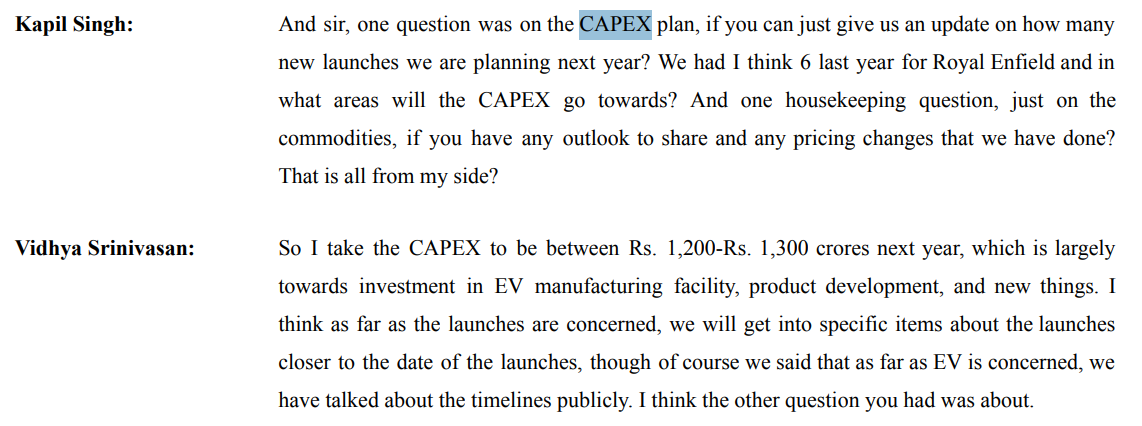 Kapil Singh: And sir, one question was on the CAPEX plan, if you can just give us an update on how many
new launches we are planning next year? We had I think 6 last year for Royal Enfield and in
what areas will the CAPEX go towards? And one housekeeping question, just on the
commodities, if you have any outlook to share and any pricing changes that we have done?
That is all from my side?
Vidhya Srinivasan: So I take the CAPEX to be between Rs. 1,200-Rs. 1,300 crores next year, which is largely
towards investment in EV manufacturing facility, product development, and new things. I
think as far as the launches are concerned, we will get into specific items about the launches
closer to the date of the launches, though of course we said that as far as EV is concerned, we
have talked about the timelines publicly. I think the other question you had was about.